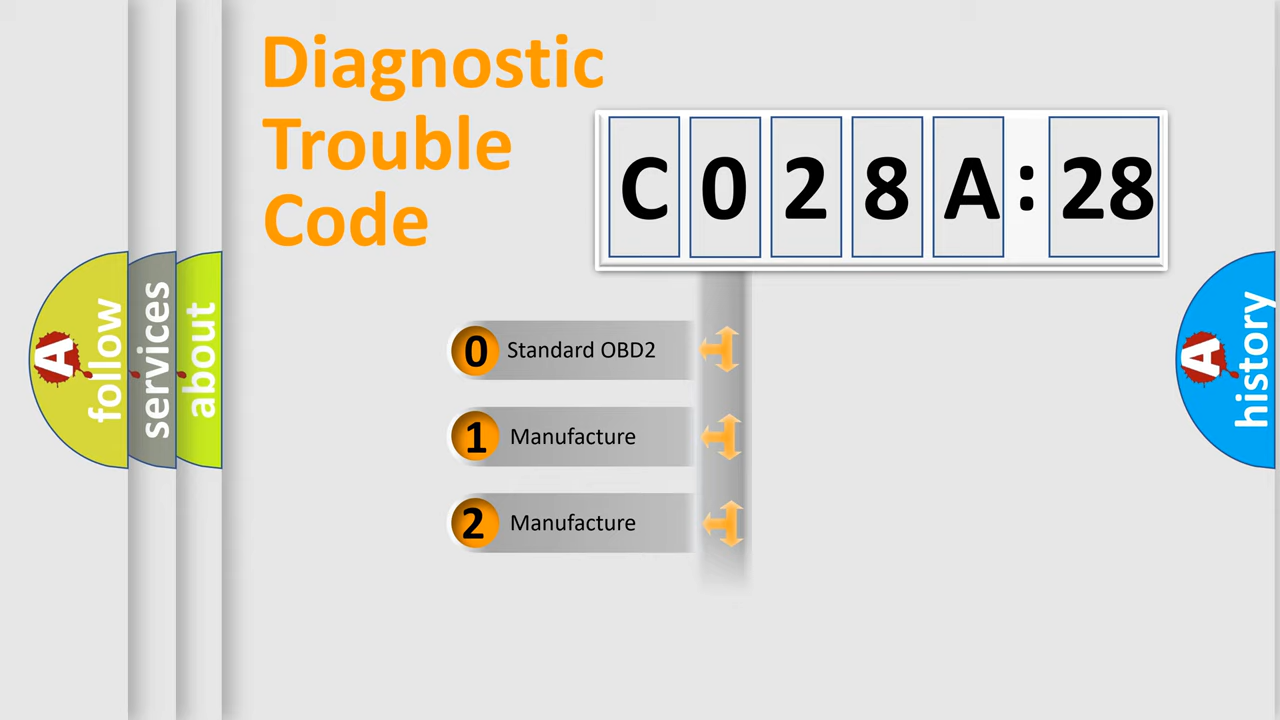 Diagnostic
Trouble
Code
C 0 2 8 A : 28
0 Standard OBD2
1 Manufacture
2 Manufacture
A follow
services
about
A history